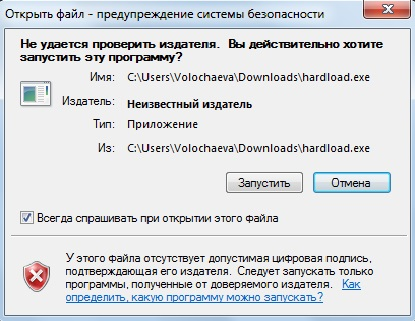 Открыть файл - предупреждение системы безопасности
Не удается проверить издателя. Вы действительно хотите
запустить эту программу?
Имя: C:\Users\Volochaeva\Downloads\hardload.exe
Издатель: Неизвестный издатель
Тип: Приложение
Из: C:\Users\Volochaeva\Downloads\hardload.exe
Запустить Отмена
Всегда спрашивать при открытии этого файла
У этого файла отсутствует допустимая цифровая подпись,
подтверждающая его издателя. Следует запускать только
программы, полученные от доверяемого издателя. Как
определить, какую программу можно запускать?